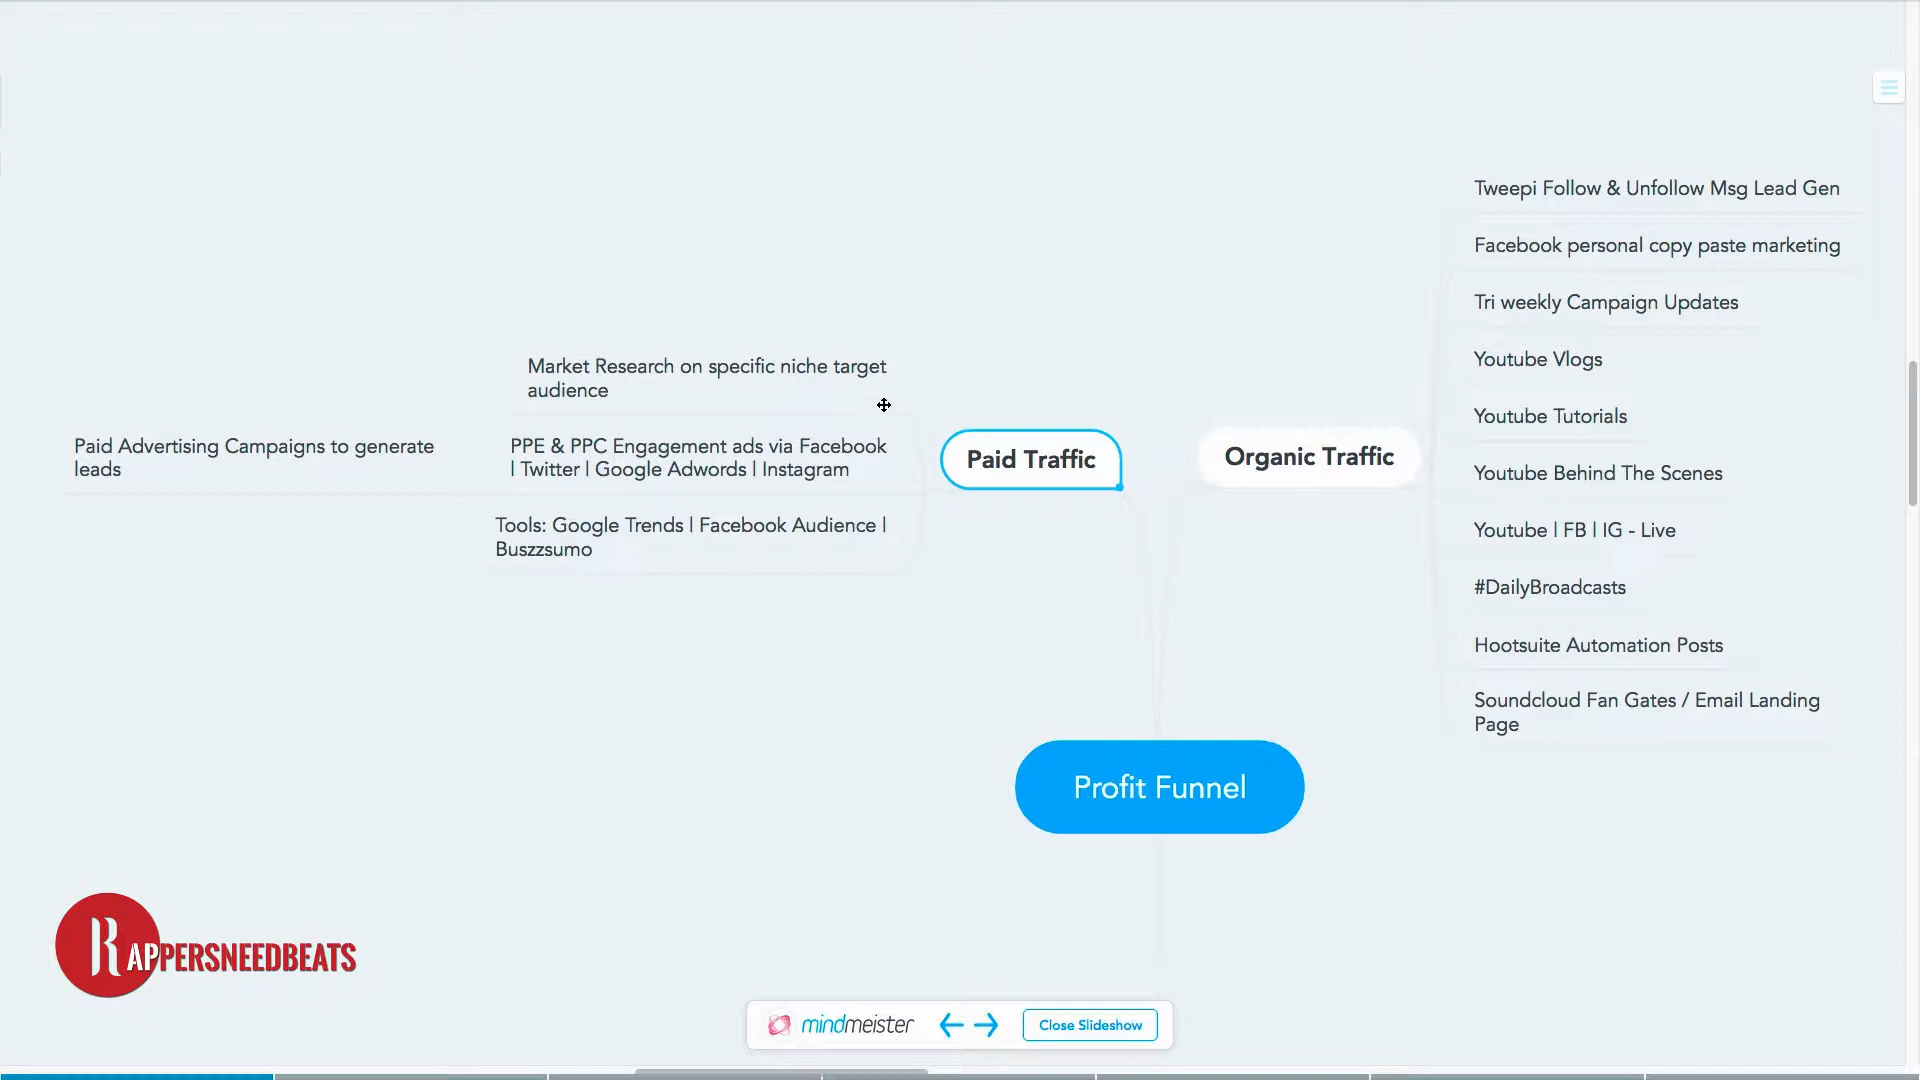 Tweepi Follow & Unfollow Msg Lead Gen
Facebook personal copy paste marketing
Tri weekly Campaign Updates
Youtube Vlogs
Youtube Tutorials
Youtube Behind The Scenes
Youtube | FB | IG - Live
#DailyBroadcasts
Hootsuite Automation Posts
Soundcloud Fan Gates / Email Landing
Page
Organic Traffic
Paid Traffic
Market Research on specific niche target
audience
PPE & PPC Engagement ads via Facebook
| Twitter | Google Adwords | Instagram
Tools: Google Trends | Facebook Audience |
Buszzsumo
Paid Advertising Campaigns to generate
leads
Profit Funnel
RAPPERSNEEDBEATS
mindmeister
Close Slideshow